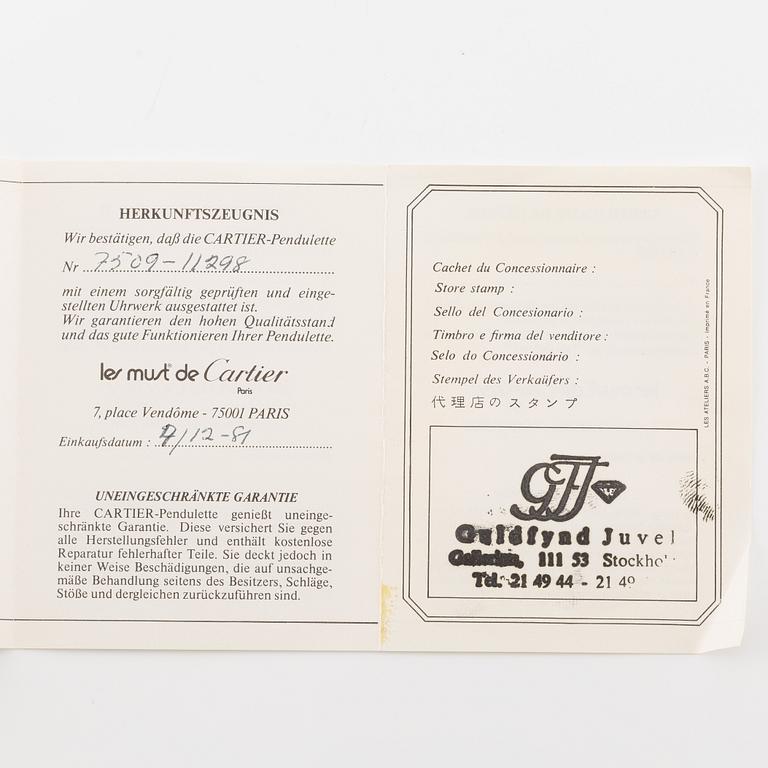 HERKUNFTSZEUGNIS
Wir bestätigen, daß die CARTIER-Pendulette
Nr 7509-11298
mit einem sorgfältig geprüften und einge-
stellten Uhrwerk ausgestattet ist.
Wir garantieren den hohen Qualitätsstand
und das gute Funktionieren Ihrer Pendulette.
les must de Cartier
Paris
7, place Vendôme - 75001 PARIS
Einkaufsdatum : 4/12-81
UNEINGESCHRÄNKTE GARANTIE
Ihre CARTIER-Pendulette genießt uneinge-
schränkte Garantie. Diese versichert Sie gegen
alle Herstellungsfehler und enthält kostenlose
Reparatur fehlerhafter Teile. Sie deckt jedoch in
keiner Weise Beschädigungen, die auf unsachge-
mäße Behandlung seitens des Besitzers, Schläge,
Stöße und dergleichen zurückzuführen sind.
Cachet du Concessionnaire :
Store stamp :
Sello del Concesionario :
Timbro e firma del venditore :
Selo do Concessionário :
Stempel des Verkaüfers :
代理店のスタンプ
LES ATELIERS A.B.C. - PARIS - Imprimé en France
GFJ
Guldfynd Juvel
Gallerian, 111 53 Stockho
Tel. 21 49 44 - 21 49